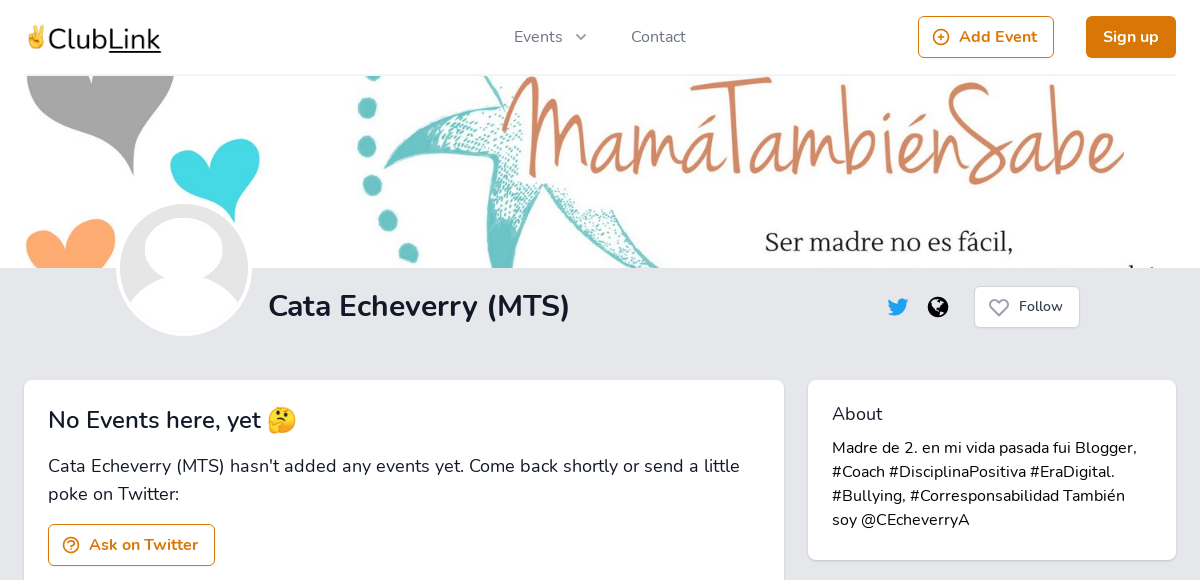 ClubLink
Events
Contact
Add Event
Sign up
MamáTambiénSabe
Ser madre no es fácil,
Cata Echeverry (MTS)
Follow
No Events here, yet 🤔
Cata Echeverry (MTS) hasn't added any events yet. Come back shortly or send a little
poke on Twitter:
Ask on Twitter
About
Madre de 2. en mi vida pasada fui Blogger,
#Coach #DisciplinaPositiva #EraDigital.
#Bullying, #Corresponsabilidad También
soy @CEcheverryA